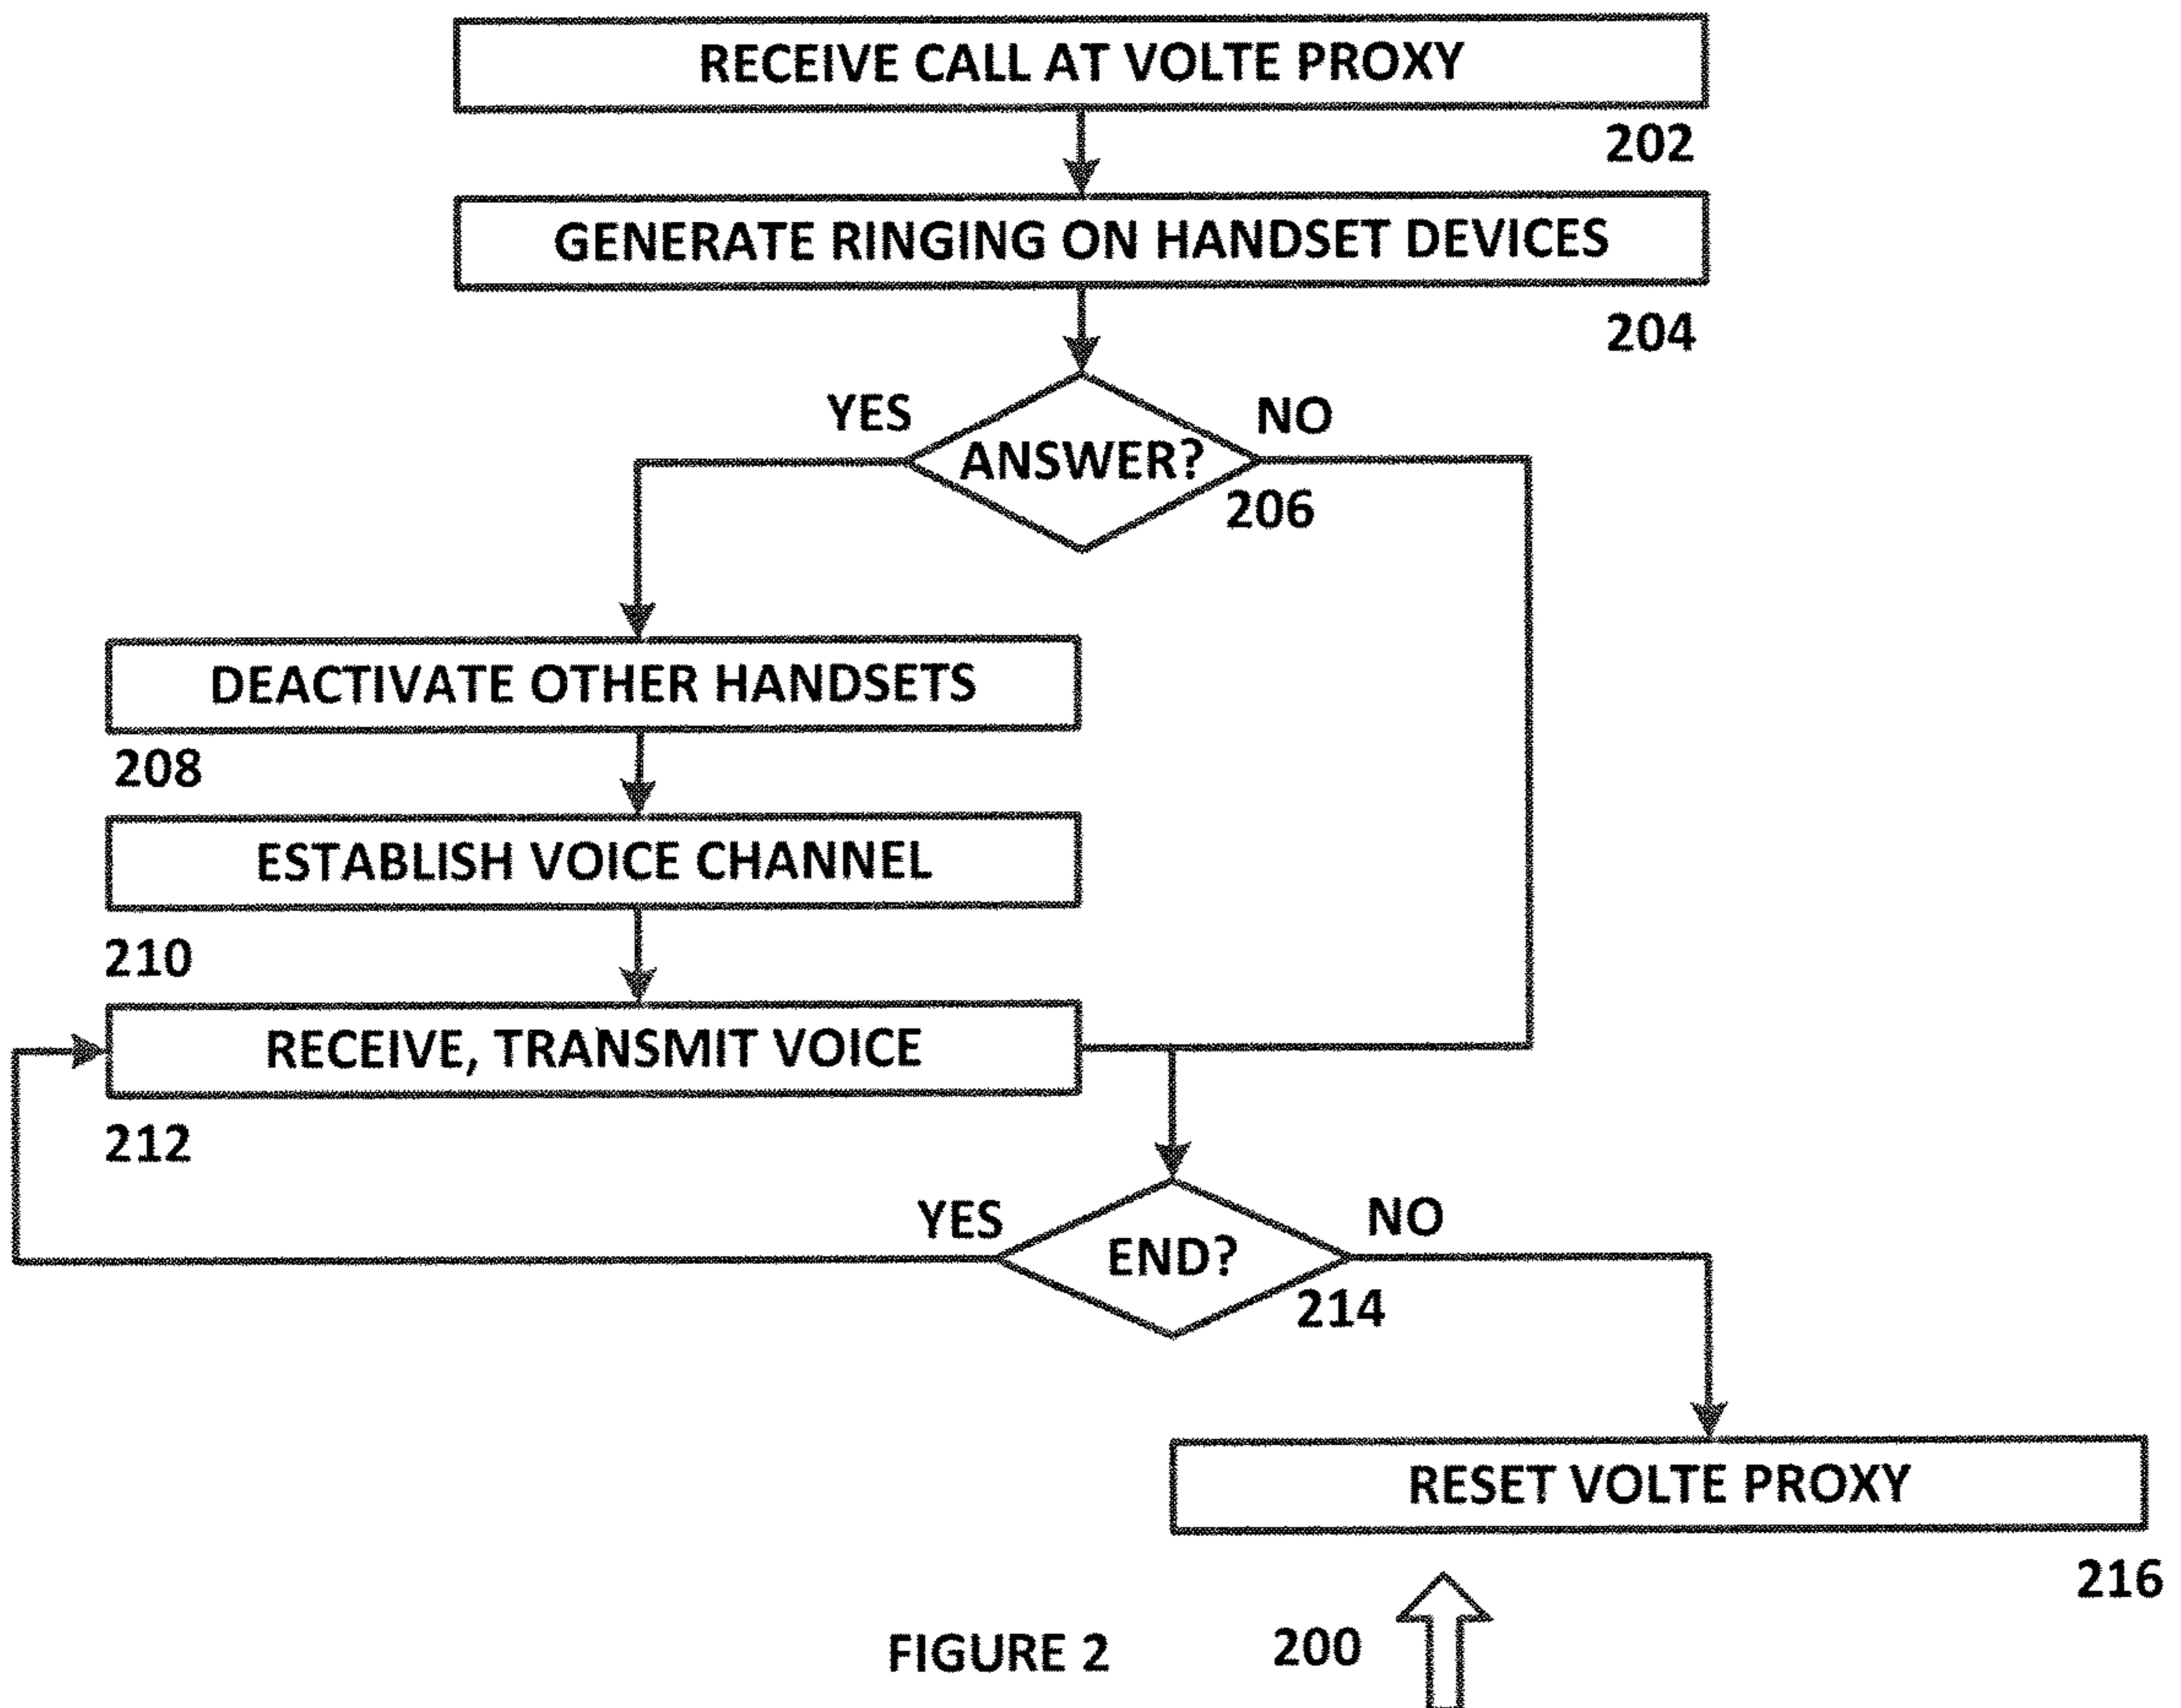 RECEIVE CALL AT VOLTE PROXY
202
GENERATE RINGING ON HANDSET DEVICES
204
YES
NO
ANSWER?
206
DEACTIVATE OTHER HANDSETS
208
ESTABLISH VOICE CHANNEL
210
RECEIVE, TRANSMIT VOICE
212
YES
NO
END?
214
RESET VOLTE PROXY
216
FIGURE 2
200